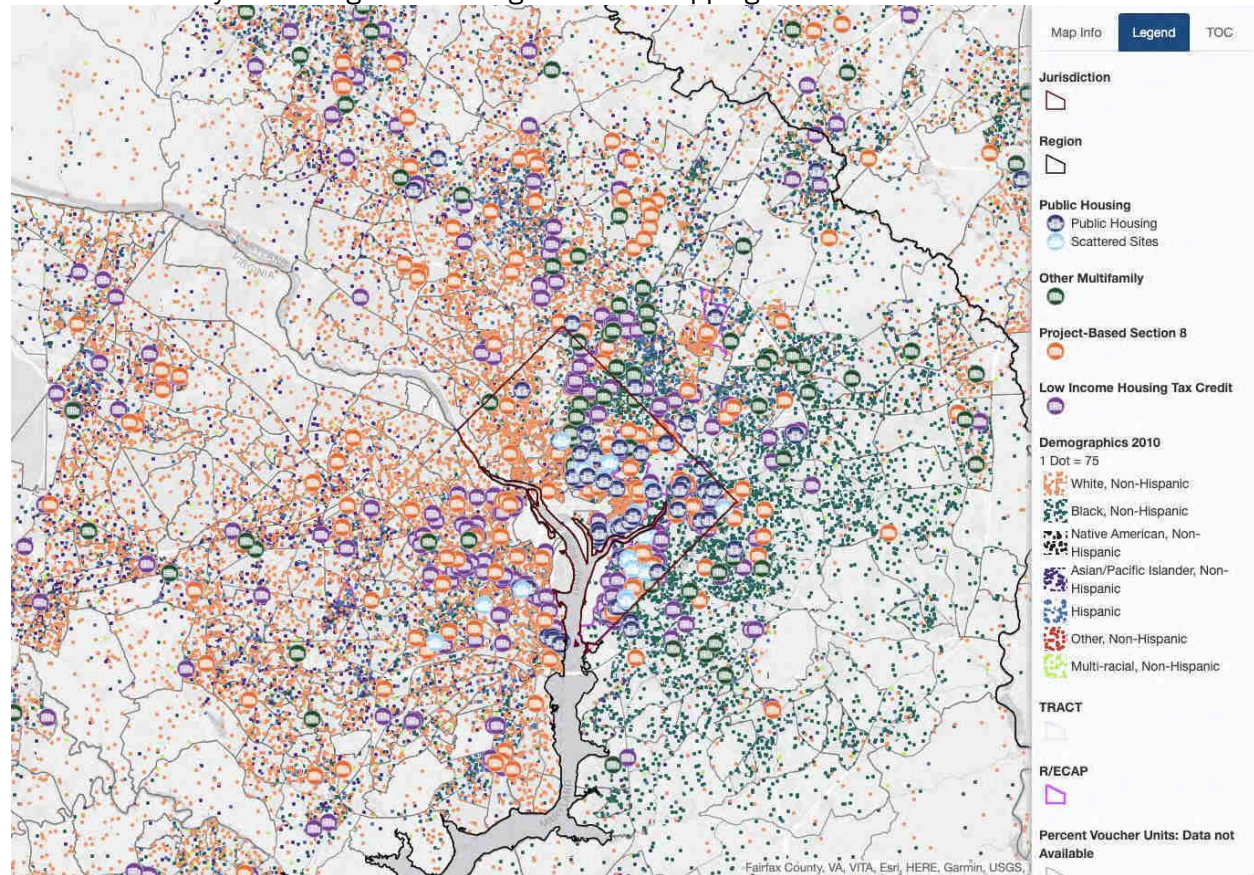 Map Info Legend TOC
Jurisdiction
Region
Public Housing
Public Housing
Scattered Sites
Other Multifamily
Project-Based Section 8
Low Income Housing Tax Credit
Demographics 2010
1 Dot = 75
White, Non-Hispanic
Black, Non-Hispanic
Native American, Non-
Hispanic
Asian/Pacific Islander, Non-
Hispanic
Hispanic
Other, Non-Hispanic
Multi-racial, Non-Hispanic
TRACT
R/ECAP
Percent Voucher Units: Data not
Available
VIRGINIA
Fairfax County, VA, VITA, Esri, HERE, Garmin, USGS,